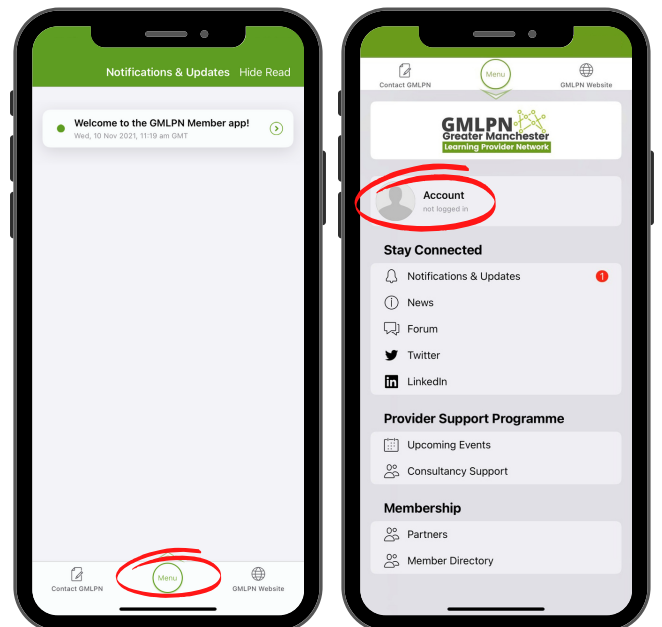 Notifications & Updates Hide Read
Welcome to the GMLPN Member app!
Wed, 10 Nov 2021, 11:19 am GMT
Contact GMLPN
Menu
GMLPN Website
Contact GMLPN
Menu
GMLPN Website
GMLPN
Greater Manchester
Learning Provider Network
Account
not logged in
Stay Connected
Notifications & Updates 1
News
Forum
Twitter
LinkedIn
Provider Support Programme
Upcoming Events
Consultancy Support
Membership
Partners
Member Directory